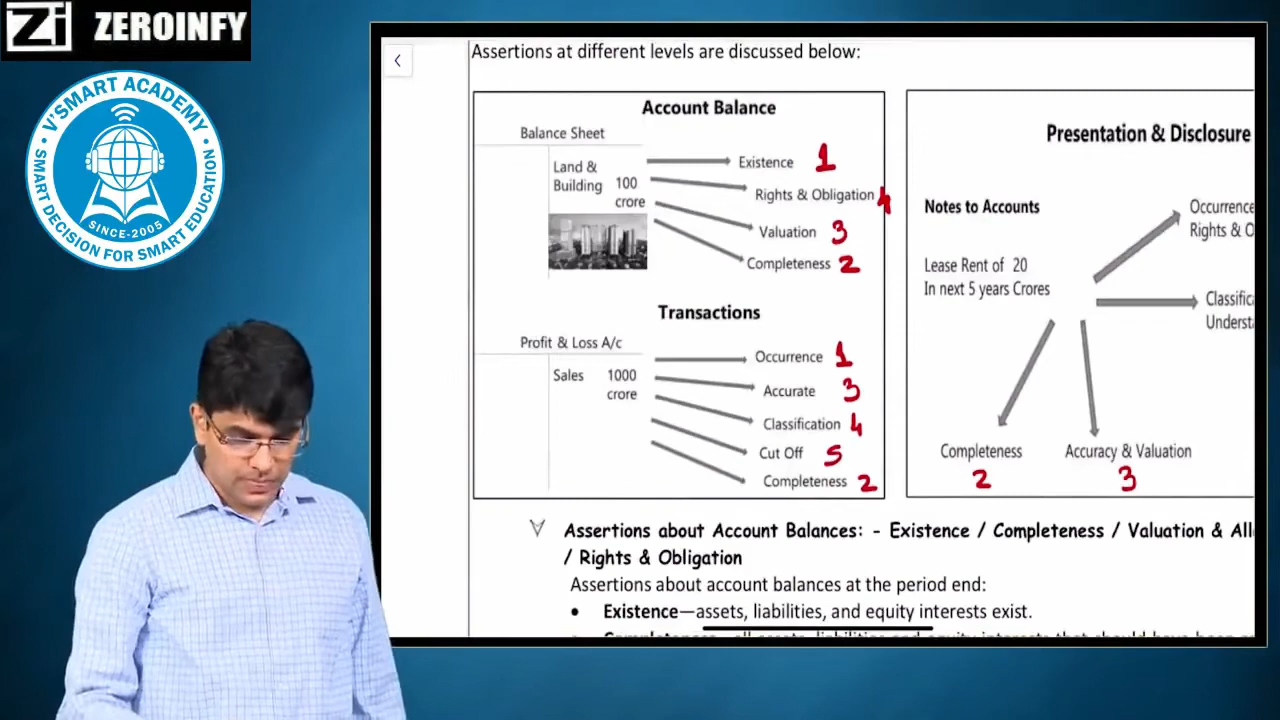 Zi ZEROINFY
V'SMART ACADEMY
SMART DECISION FOR SMART EDUCATION
SINCE-2005
Assertions at different levels are discussed below:
Account Balance
Balance Sheet
Land & Building 100 crore
Existence 1
Rights & Obligation 4
Valuation 3
Completeness 2
Transactions
Profit & Loss A/c
Sales 1000 crore
Occurrence 1
Accurate 3
Classification 4
Cut Off 5
Completeness 2
Presentation & Disclosure
Notes to Accounts
Lease Rent of 20
In next 5 years Crores
Occurrence
Rights & O
Classific
Underst
Completeness
2
Accuracy & Valuation
3
Assertions about Account Balances: - Existence / Completeness / Valuation & All
/ Rights & Obligation
Assertions about account balances at the period end:
• Existence—assets, liabilities, and equity interests exist.